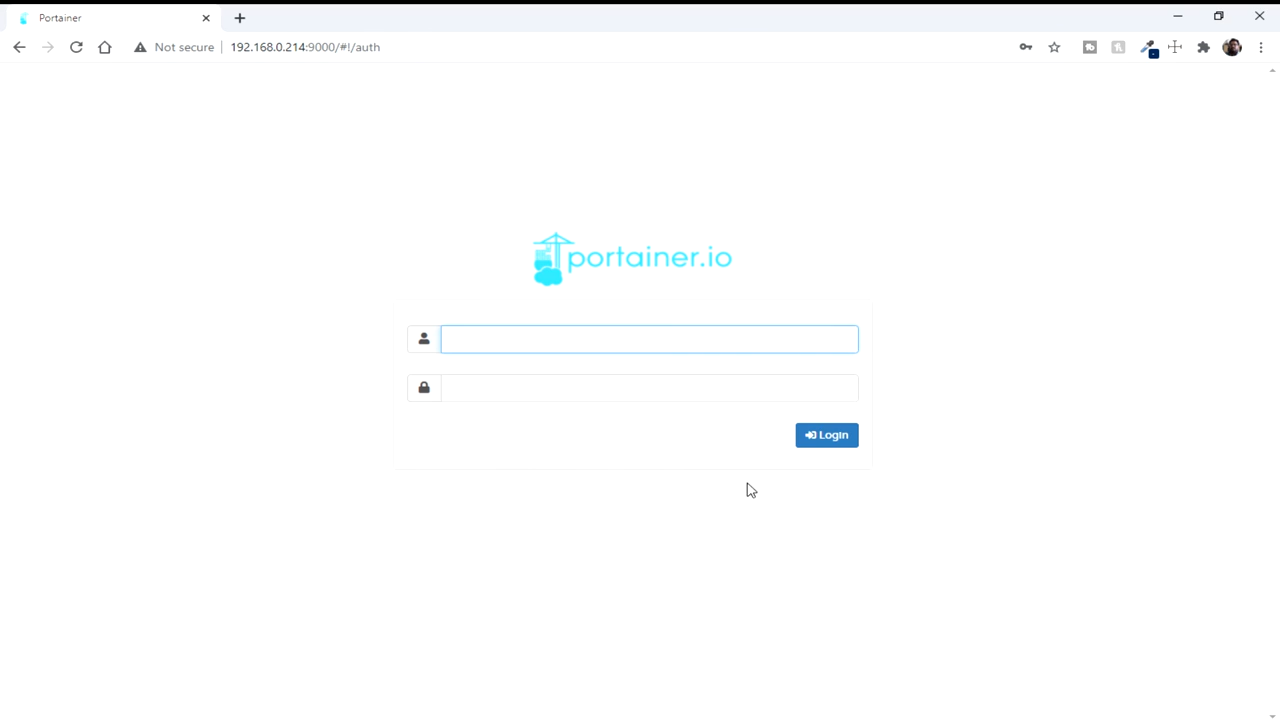 Portainer
Not secure
192.168.0.214:9000/#!/auth
portainer.io
Login